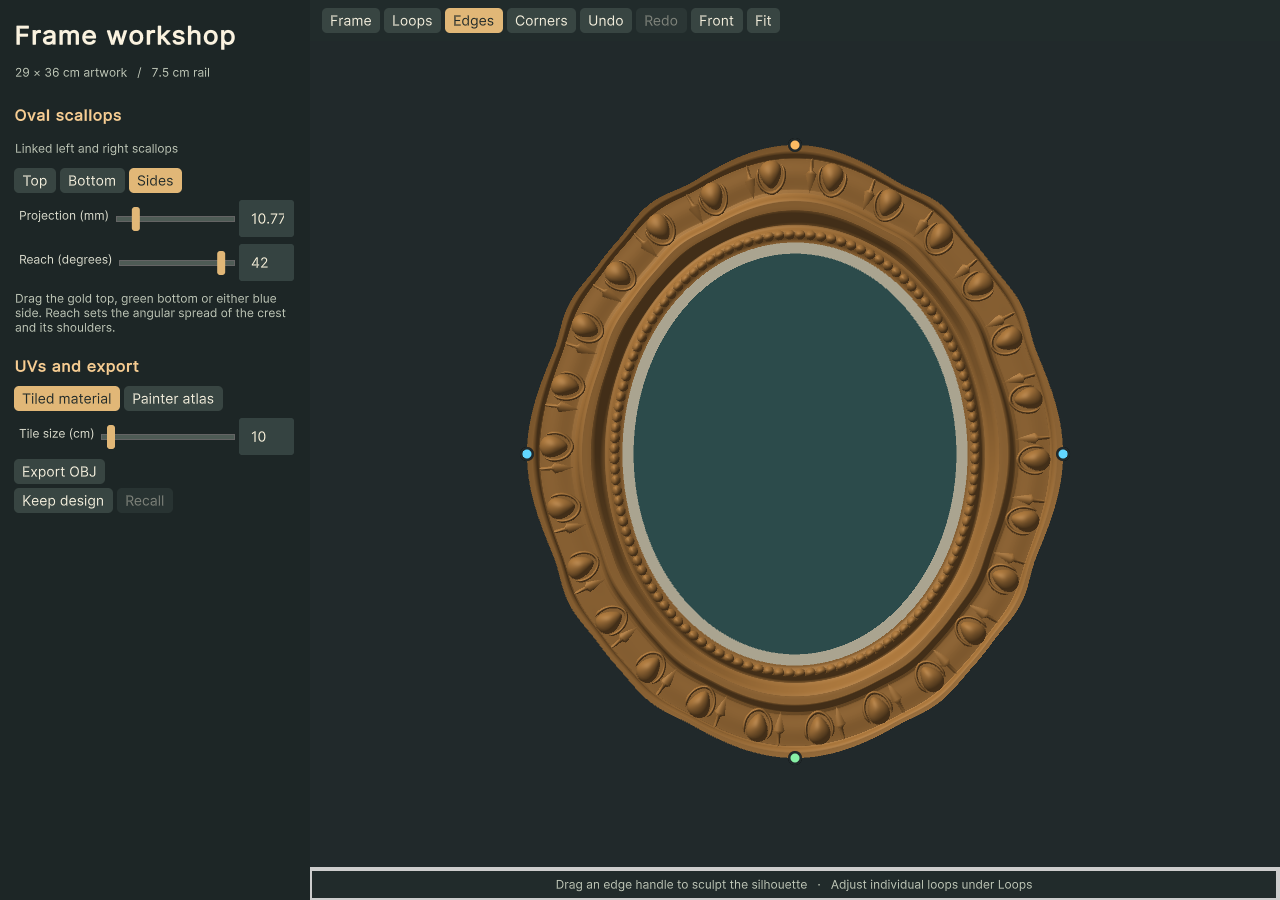 Frame workshop
29 × 36 cm artwork / 7.5 cm rail
Oval scallops
Linked left and right scallops
Top Bottom Sides
Projection (mm) 10.77
Reach (degrees) 42
Drag the gold top, green bottom or either blue
side. Reach sets the angular spread of the crest
and its shoulders.
UVs and export
Tiled material Painter atlas
Tile size (cm) 10
Export OBJ
Keep design Recall
Frame Loops Edges Corners Undo Redo Front Fit
Drag an edge handle to sculpt the silhouette · Adjust individual loops under Loops